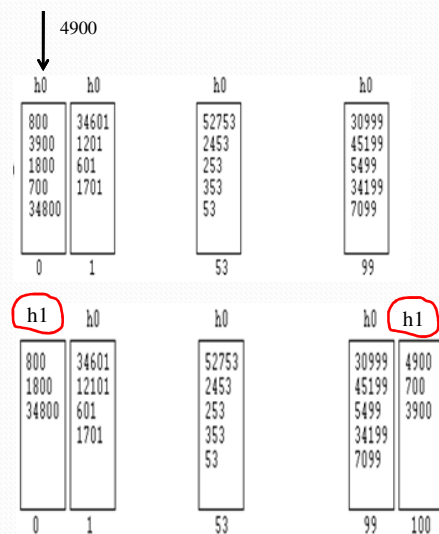 4900
h0 h0 h0 h0
800 34601 52753 30999
3900 1201 2453 45199
1800 601 253 5499
700 1701 353 34199
34800 53 7099
0 1 53 99
h1 h0 h0 h0 h1
800 34601 52753 30999 4900
1800 12101 2453 45199 700
34800 601 253 5499 3900
1701 353 34199
53 7099
0 1 53 99 100